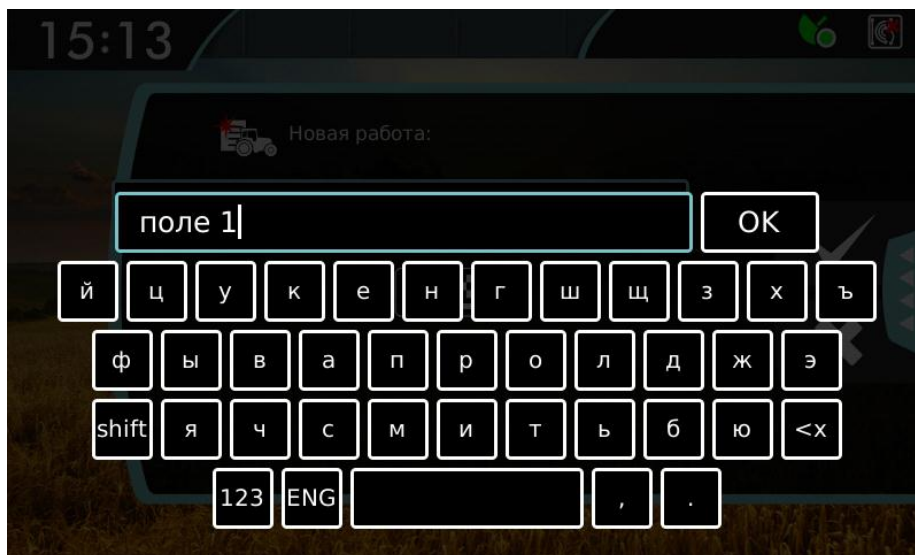 15:13
Новая работа:
поле 1
OK
й ц у к е н г ш щ з х ъ
ф ы в а п р о л д ж э
shift я ч с м и т ь б ю <x
123 ENG , .